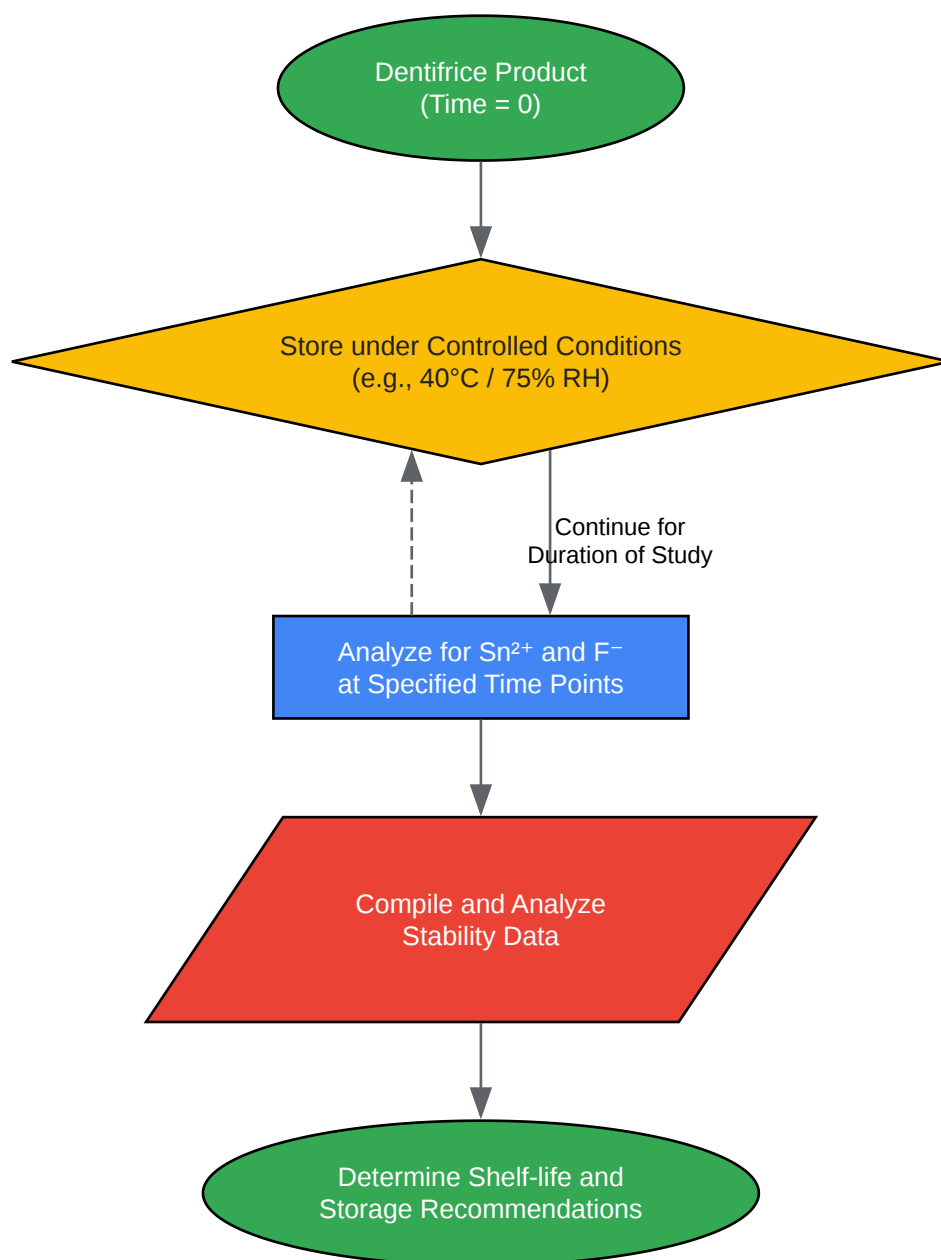 Dentifrice Product
(Time = 0)
Store under Controlled Conditions
(e.g., 40°C / 75% RH)
Continue for
Duration of Study
Analyze for Sn²⁺ and F⁻
at Specified Time Points
Compile and Analyze
Stability Data
Determine Shelf-life and
Storage Recommendations